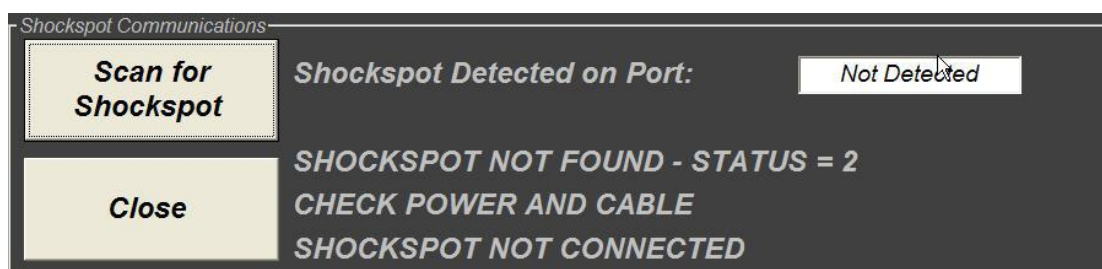 Shockspot Communications
Scan for
Shockspot
Shockspot Detected on Port:
Not Detected
SHOCKSPOT NOT FOUND - STATUS = 2
Close
CHECK POWER AND CABLE
SHOCKSPOT NOT CONNECTED